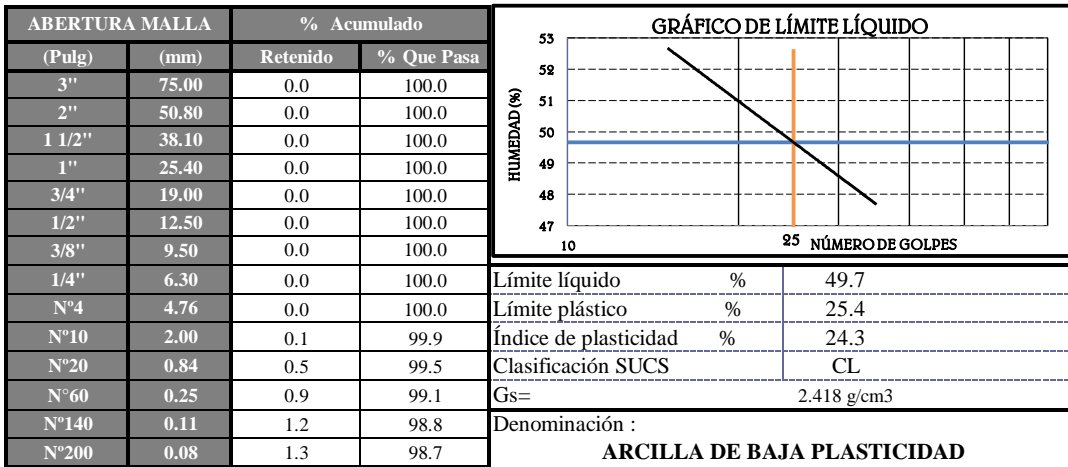 ABERTURA MALLA % Acumulado
(Pulg) (mm) Retenido % Que Pasa
3'' 75.00 0.0 100.0
2'' 50.80 0.0 100.0
1 1/2'' 38.10 0.0 100.0
1'' 25.40 0.0 100.0
3/4'' 19.00 0.0 100.0
1/2'' 12.50 0.0 100.0
3/8'' 9.50 0.0 100.0
1/4'' 6.30 0.0 100.0
Nº4 4.76 0.0 100.0
Nº10 2.00 0.1 99.9
Nº20 0.84 0.5 99.5
N°60 0.25 0.9 99.1
Nº140 0.11 1.2 98.8
Nº200 0.08 1.3 98.7
GRÁFICO DE LÍMITE LÍQUIDO
HUMEDAD (%)
53
52
51
50
49
48
47
10 25 NÚMERO DE GOLPES
Límite líquido % 49.7
Límite plástico % 25.4
Índice de plasticidad % 24.3
Clasificación SUCS CL
Gs= 2.418 g/cm3
Denominación :
ARCILLA DE BAJA PLASTICIDAD